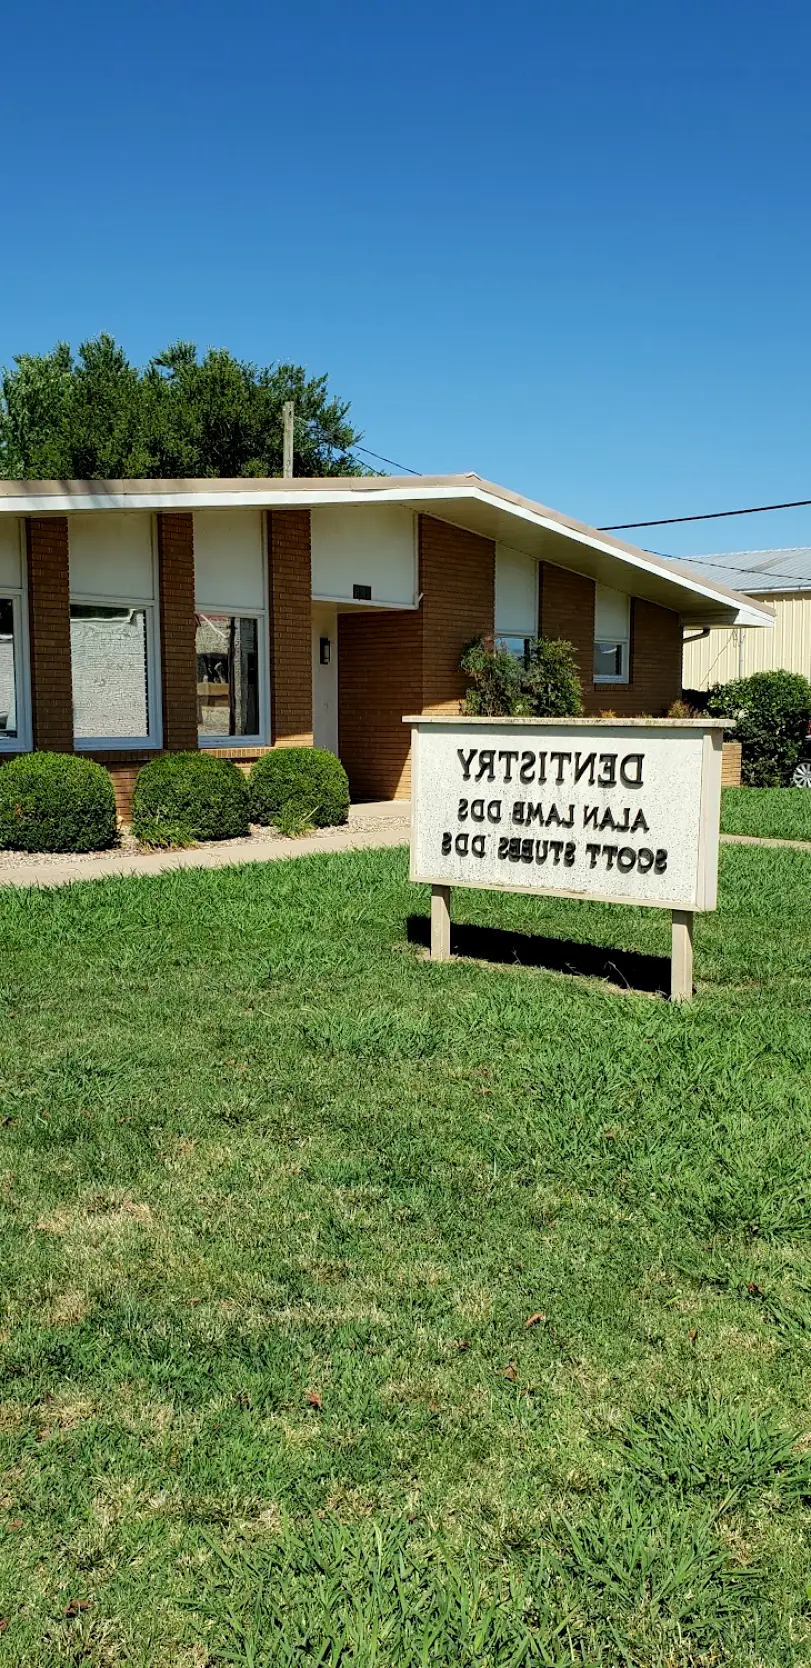 DENTISTRY
ALAN LAMB DDS
SCOTT STUBBS DDS